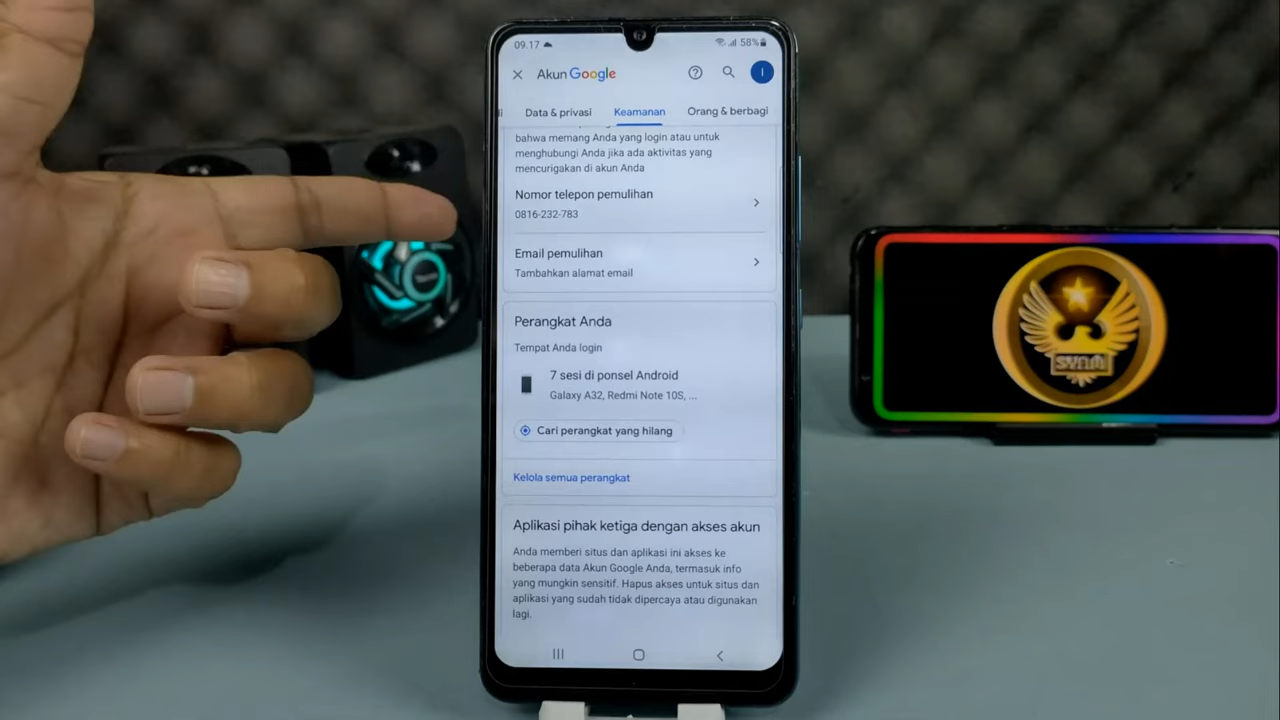 09.17
58%
Akun Google
I
Data & privasi
Keamanan
Orang & berbagi
bahwa memang Anda yang login atau untuk
menghubungi Anda jika ada aktivitas yang
mencurigakan di akun Anda
Nomor telepon pemulihan
0816-232-783
Email pemulihan
Tambahkan alamat email
Perangkat Anda
Tempat Anda login
7 sesi di ponsel Android
Galaxy A32, Redmi Note 10S, ...
Cari perangkat yang hilang
Kelola semua perangkat
Aplikasi pihak ketiga dengan akses akun
Anda memberi situs dan aplikasi ini akses ke
beberapa data Akun Google Anda, termasuk info
yang mungkin sensitif. Hapus akses untuk situs dan
aplikasi yang sudah tidak dipercaya atau digunakan
lagi.
SYAM